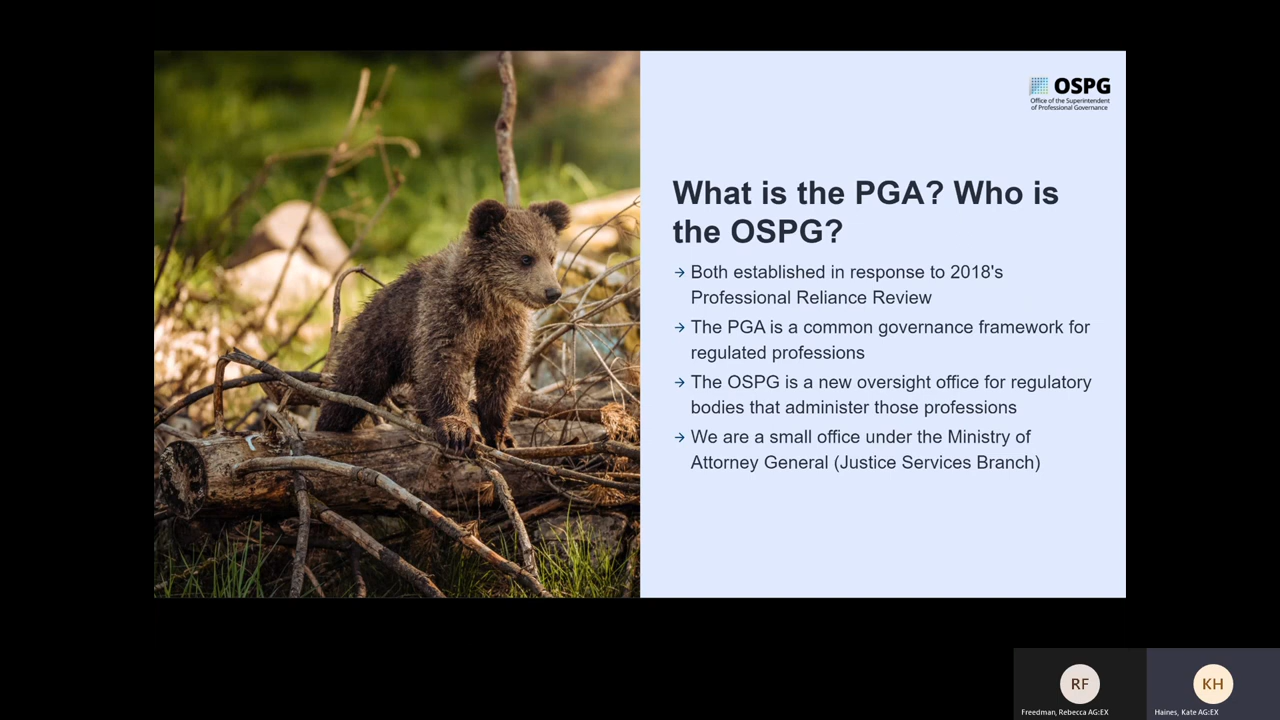 OSPG
Office of the Superintendent
of Professional Governance
What is the PGA? Who is
the OSPG?
→ Both established in response to 2018's
Professional Reliance Review
→ The PGA is a common governance framework for
regulated professions
→ The OSPG is a new oversight office for regulatory
bodies that administer those professions
→ We are a small office under the Ministry of
Attorney General (Justice Services Branch)
RF
Freedman, Rebecca AG:EX
KH
Haines, Kate AG:EX